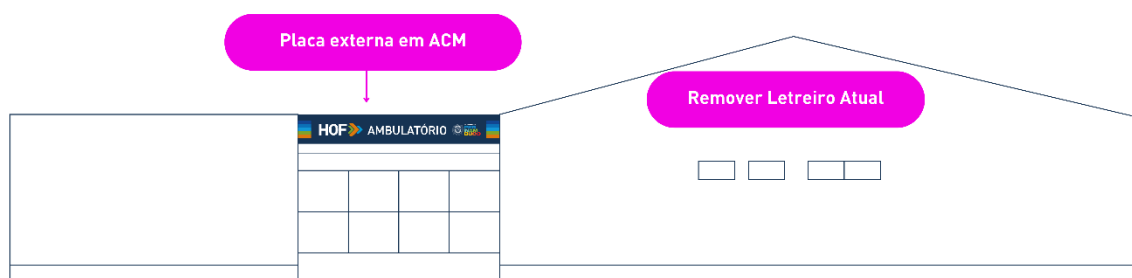 Placa externa em ACM
Remover Letreiro Atual
HOF AMBULATÓRIO